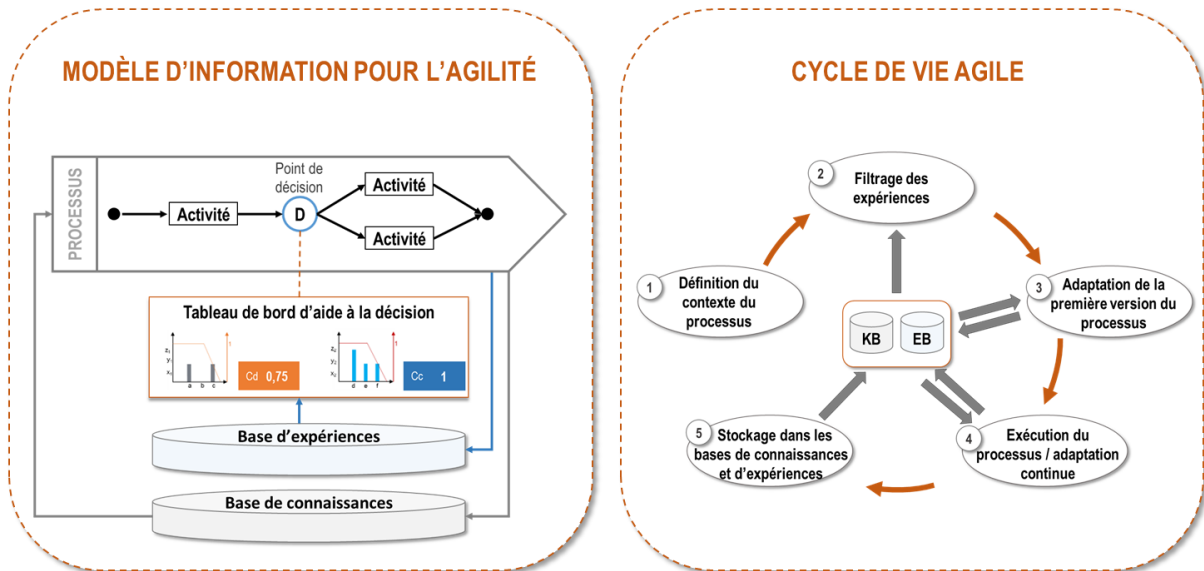 MODÈLE D'INFORMATION POUR L'AGILITÉ
PROCESSUS
Point de
décision
Activité
D
Activité
Activité
Tableau de bord d'aide à la décision
a b c
1
Cd 0,75
d e f
1
Cc 1
Base d'expériences
Base de connaissances
CYCLE DE VIE AGILE
2
Filtrage des
expériences
1
Définition du
contexte du
processus
3
Adaptation de la
première version du
processus
KB
EB
5
Stockage dans les
bases de connaissances
et d'expériences
4
Exécution du
processus / adaptation
continue